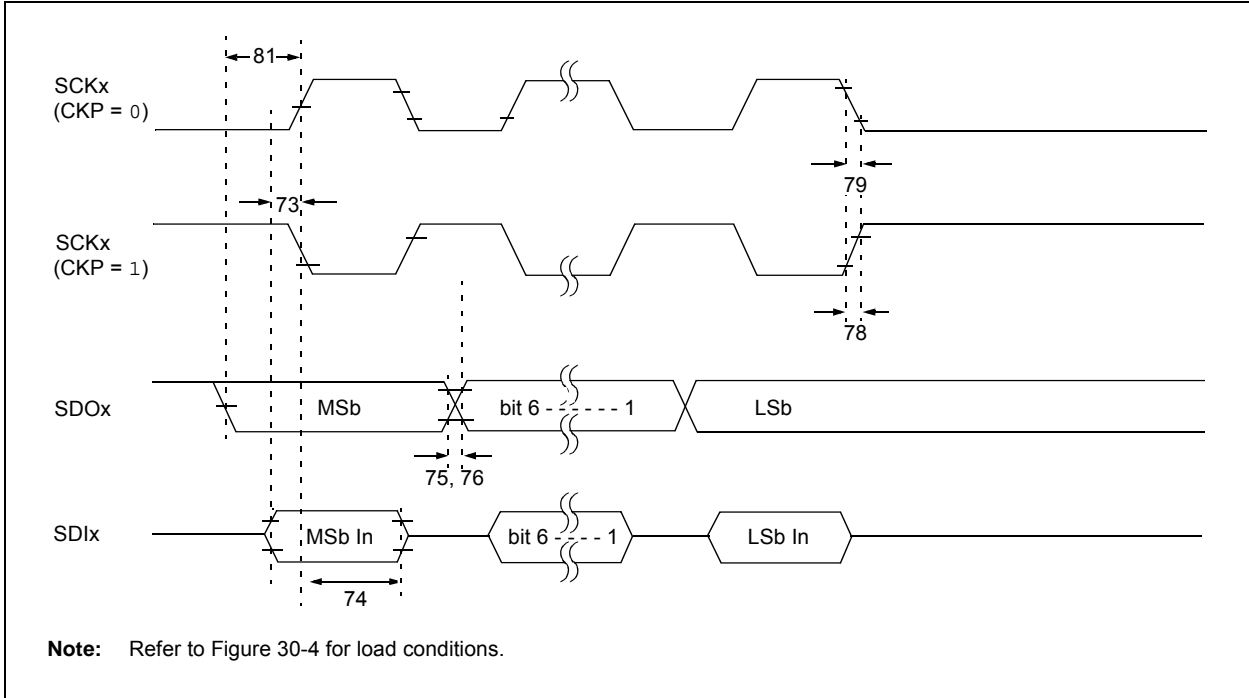 81
SCKx
(CKP = 0)
79
73
SCKx
(CKP = 1)
78
SDOx
MSb
bit 6 - - - - - - 1
LSb
75, 76
SDIx
MSb In
bit 6 - - - - 1
LSb In
74
Note: Refer to Figure 30-4 for load conditions.